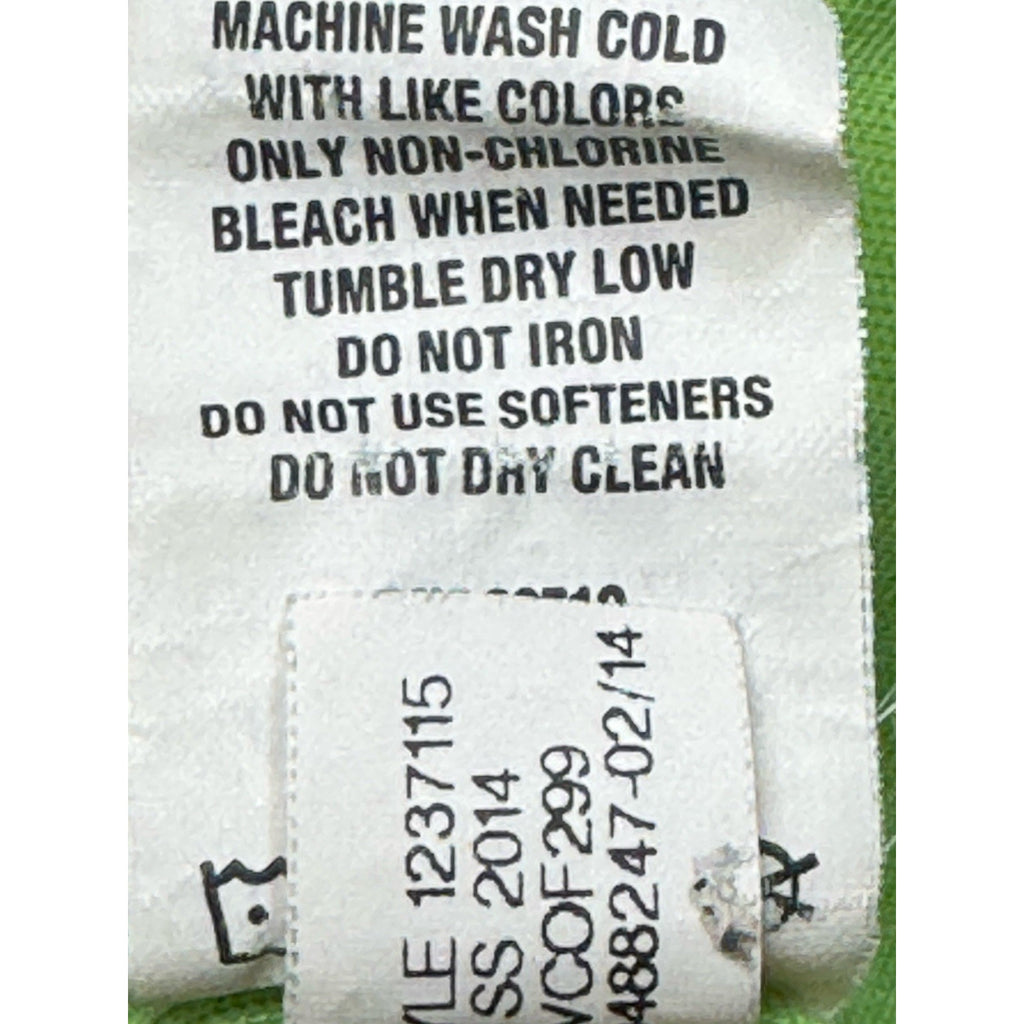 MACHINE WASH COLD
WITH LIKE COLORS
ONLY NON-CHLORINE
BLEACH WHEN NEEDED
TUMBLE DRY LOW
DO NOT IRON
DO NOT USE SOFTENERS
DO NOT DRY CLEAN
1237115
SS 2014
VCOF299
488247-02/14